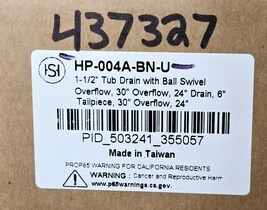 437327
HSI
HP-004A-BN-U
1-1/2" Tub Drain with Ball Swivel
Overflow, 30" Overflow, 24" Drain, 6"
Tailpiece, 30" Overflow, 24"
PID_503241_355057
Made in Taiwan
PROP65 WARNING FOR CALIFORNIA RESIDENTS
WARNING : Cancer and Reproductive Harm
www.p65warnings.ca.gov.